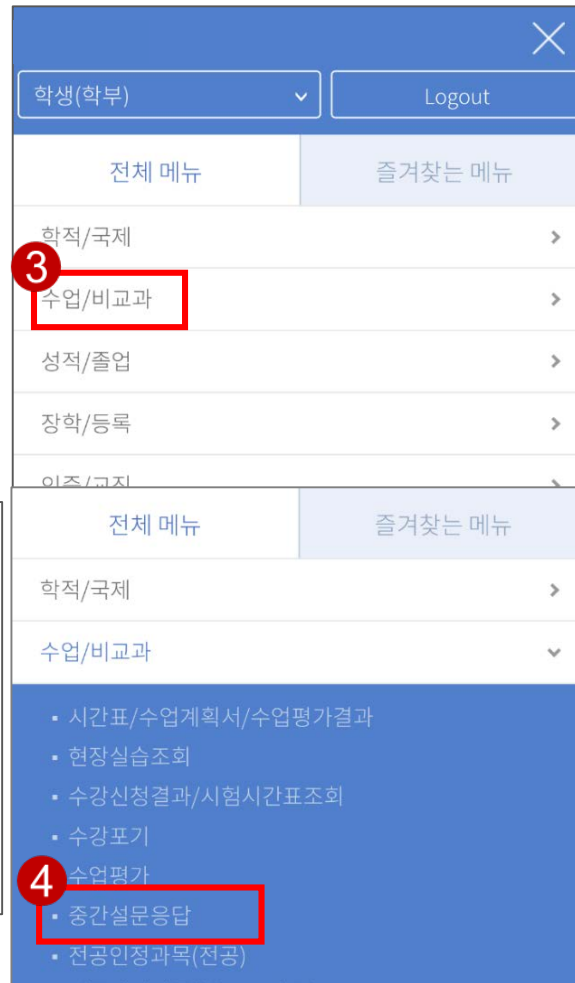 학생(학부)
Logout
전체 메뉴
즐겨찾는 메뉴
학적/국제
3
수업/비교과
성적/졸업
장학/등록
전체 메뉴
즐겨찾는 메뉴
학적/국제
수업/비교과
▪ 시간표/수업계획서/수업평가결과
▪ 현장실습조회
▪ 수강신청결과/시험시간표조회
▪ 수강포기
수업평가
4
▪ 중간설문응답
▪ 전공인정과목(전공)